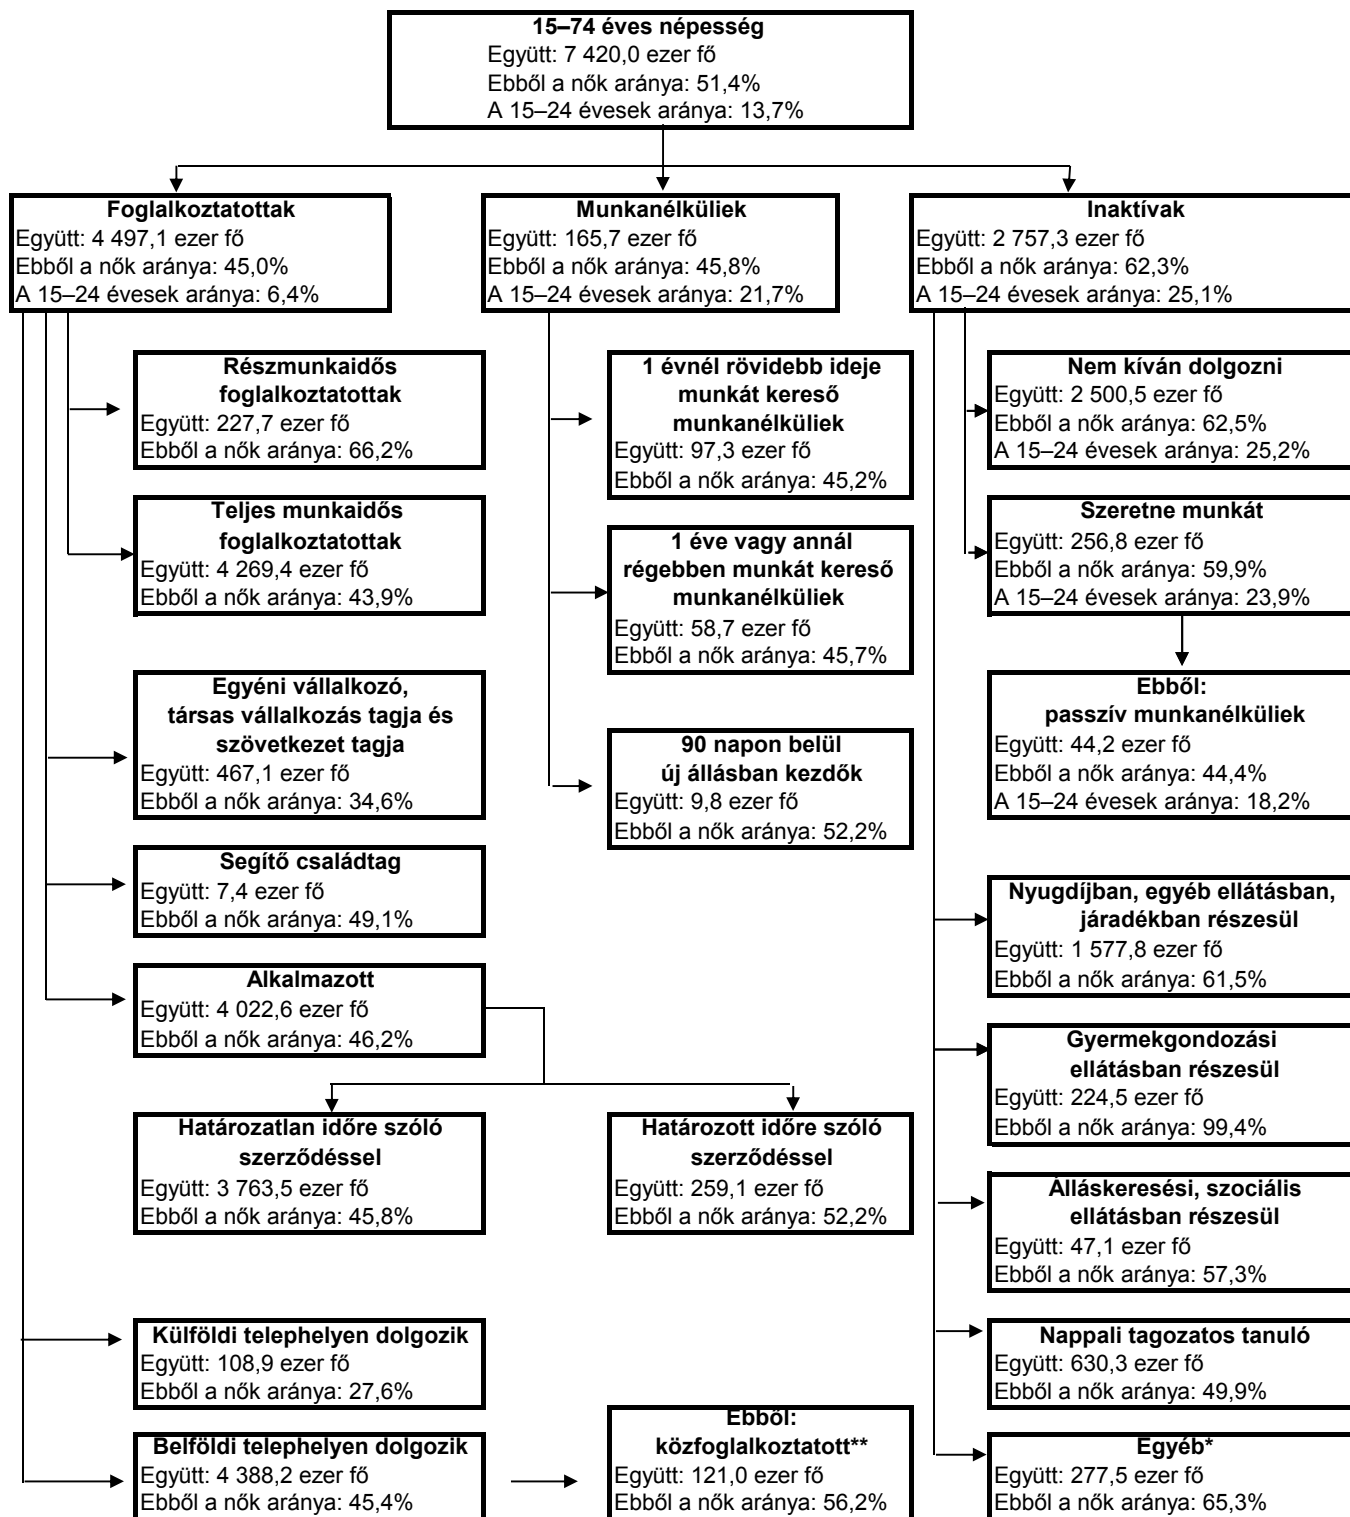 15–74 éves népesség
Együtt: 7 420,0 ezer fő
Ebből a nők aránya: 51,4%
A 15–24 évesek aránya: 13,7%
Foglalkoztatottak
Együtt: 4 497,1 ezer fő
Ebből a nők aránya: 45,0%
A 15–24 évesek aránya: 6,4%
Munkanélküliek
Együtt: 165,7 ezer fő
Ebből a nők aránya: 45,8%
A 15–24 évesek aránya: 21,7%
Inaktívak
Együtt: 2 757,3 ezer fő
Ebből a nők aránya: 62,3%
A 15–24 évesek aránya: 25,1%
Részmunkaidős
foglalkoztatottak
Együtt: 227,7 ezer fő
Ebből a nők aránya: 66,2%
Teljes munkaidős
foglalkoztatottak
Együtt: 4 269,4 ezer fő
Ebből a nők aránya: 43,9%
Egyéni vállalkozó,
társas vállalkozás tagja és
szövetkezet tagja
Együtt: 467,1 ezer fő
Ebből a nők aránya: 34,6%
Segítő családtag
Együtt: 7,4 ezer fő
Ebből a nők aránya: 49,1%
Alkalmazott
Együtt: 4 022,6 ezer fő
Ebből a nők aránya: 46,2%
Határozatlan időre szóló
szerződéssel
Együtt: 3 763,5 ezer fő
Ebből a nők aránya: 45,8%
Határozott időre szóló
szerződéssel
Együtt: 259,1 ezer fő
Ebből a nők aránya: 52,2%
Külföldi telephelyen dolgozik
Együtt: 108,9 ezer fő
Ebből a nők aránya: 27,6%
Belföldi telephelyen dolgozik
Együtt: 4 388,2 ezer fő
Ebből a nők aránya: 45,4%
Ebből:
közfoglalkoztatott**
Együtt: 121,0 ezer fő
Ebből a nők aránya: 56,2%
1 évnél rövidebb ideje
munkát kereső
munkanélküliek
Együtt: 97,3 ezer fő
Ebből a nők aránya: 45,2%
1 éve vagy annál
régebben munkát kereső
munkanélküliek
Együtt: 58,7 ezer fő
Ebből a nők aránya: 45,7%
90 napon belül
új állásban kezdők
Együtt: 9,8 ezer fő
Ebből a nők aránya: 52,2%
Nem kíván dolgozni
Együtt: 2 500,5 ezer fő
Ebből a nők aránya: 62,5%
A 15–24 évesek aránya: 25,2%
Szeretne munkát
Együtt: 256,8 ezer fő
Ebből a nők aránya: 59,9%
A 15–24 évesek aránya: 23,9%
Ebből:
passzív munkanélküliek
Együtt: 44,2 ezer fő
Ebből a nők aránya: 44,4%
A 15–24 évesek aránya: 18,2%
Nyugdíjban, egyéb ellátásban,
járadékban részesül
Együtt: 1 577,8 ezer fő
Ebből a nők aránya: 61,5%
Gyermekgondozási
ellátásban részesül
Együtt: 224,5 ezer fő
Ebből a nők aránya: 99,4%
Álláskeresési, szociális
ellátásban részesül
Együtt: 47,1 ezer fő
Ebből a nők aránya: 57,3%
Nappali tagozatos tanuló
Együtt: 630,3 ezer fő
Ebből a nők aránya: 49,9%
Egyéb*
Együtt: 277,5 ezer fő
Ebből a nők aránya: 65,3%